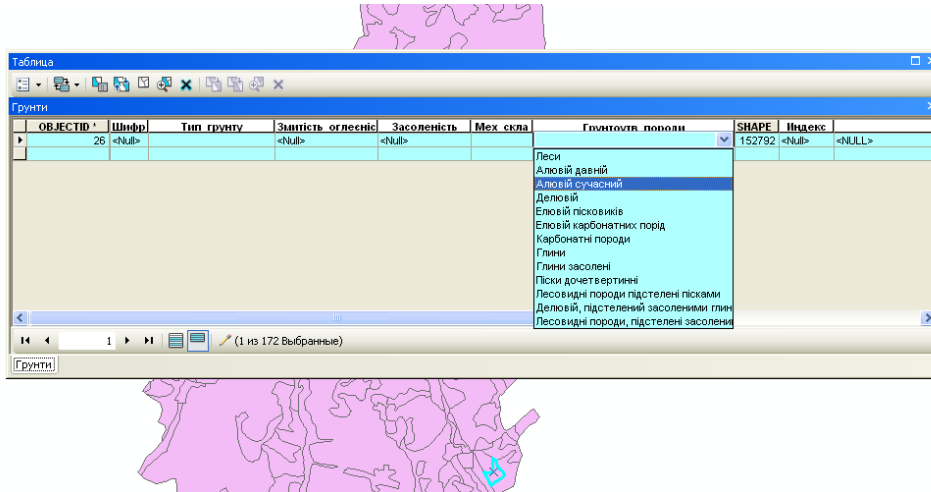 Таблица
Грунти
OBJECTID * Шифр Тип грунту Змитість оглеєніс Засоленість Мех скла Грунтоутв породи SHAPE Индекс
26 <Null> <Null> <Null> 152792 <Null> <NULL>
Леси
Алювій давній
Алювій сучасний
Делювій
Елювій пісковиків
Елювій карбонатних порід
Карбонатні породи
Глини
Глини засолені
Піски дочетвертинні
Лесовидні породи підстелені пісками
Делювій, підстелений засоленими глин
Лесовидні породи, підстелені засолени
1 (1 из 172 Выбранные)
Грунти